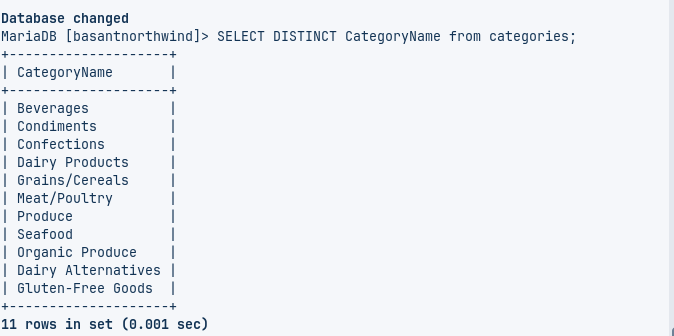 Database changed
MariaDB [basantnorthwind]> SELECT DISTINCT CategoryName from categories;
+--------------------+
| CategoryName       |
+--------------------+
| Beverages          |
| Condiments         |
| Confections        |
| Dairy Products     |
| Grains/Cereals     |
| Meat/Poultry       |
| Produce            |
| Seafood            |
| Organic Produce    |
| Dairy Alternatives |
| Gluten-Free Goods  |
+--------------------+
11 rows in set (0.001 sec)